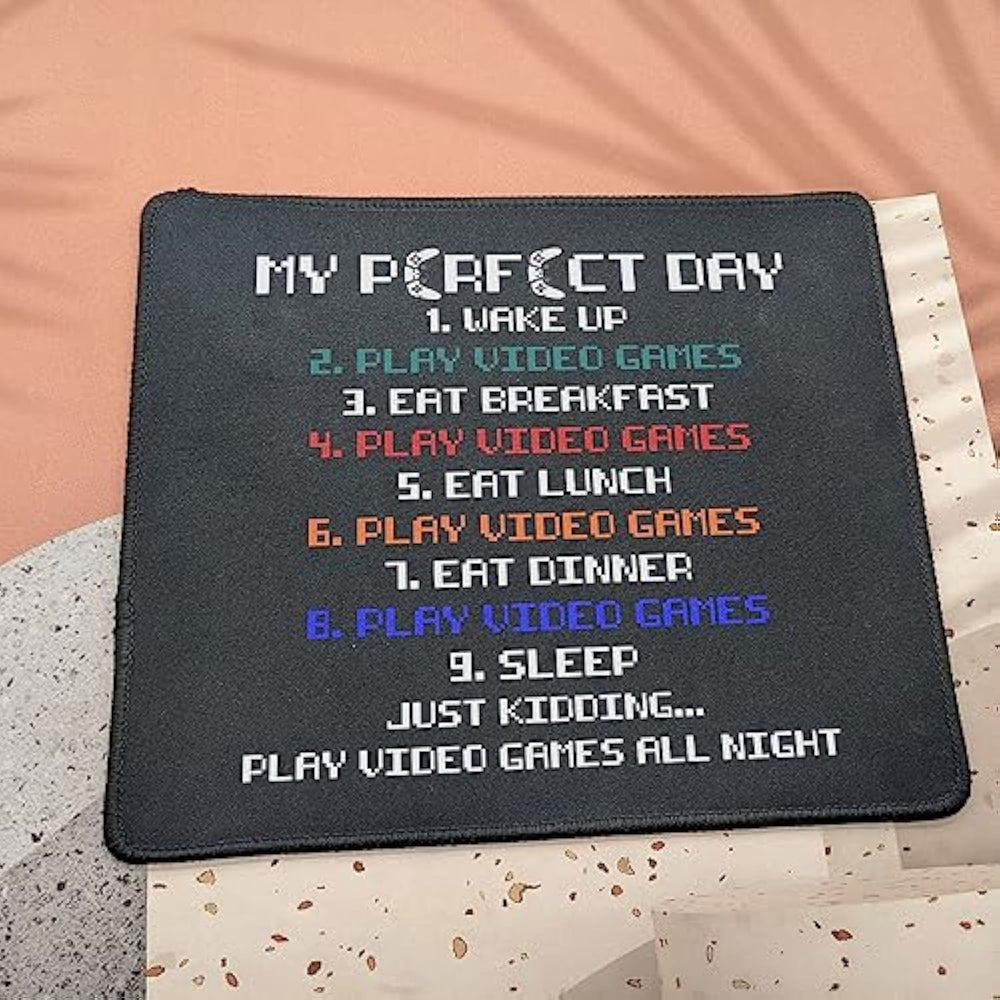 MY PERFECT DAY
1. WAKE UP
2. PLAY VIDEO GAMES
3. EAT BREAKFAST
4. PLAY VIDEO GAMES
5. EAT LUNCH
6. PLAY VIDEO GAMES
7. EAT DINNER
8. PLAY VIDEO GAMES
9. SLEEP
JUST KIDDING...
PLAY VIDEO GAMES ALL NIGHT